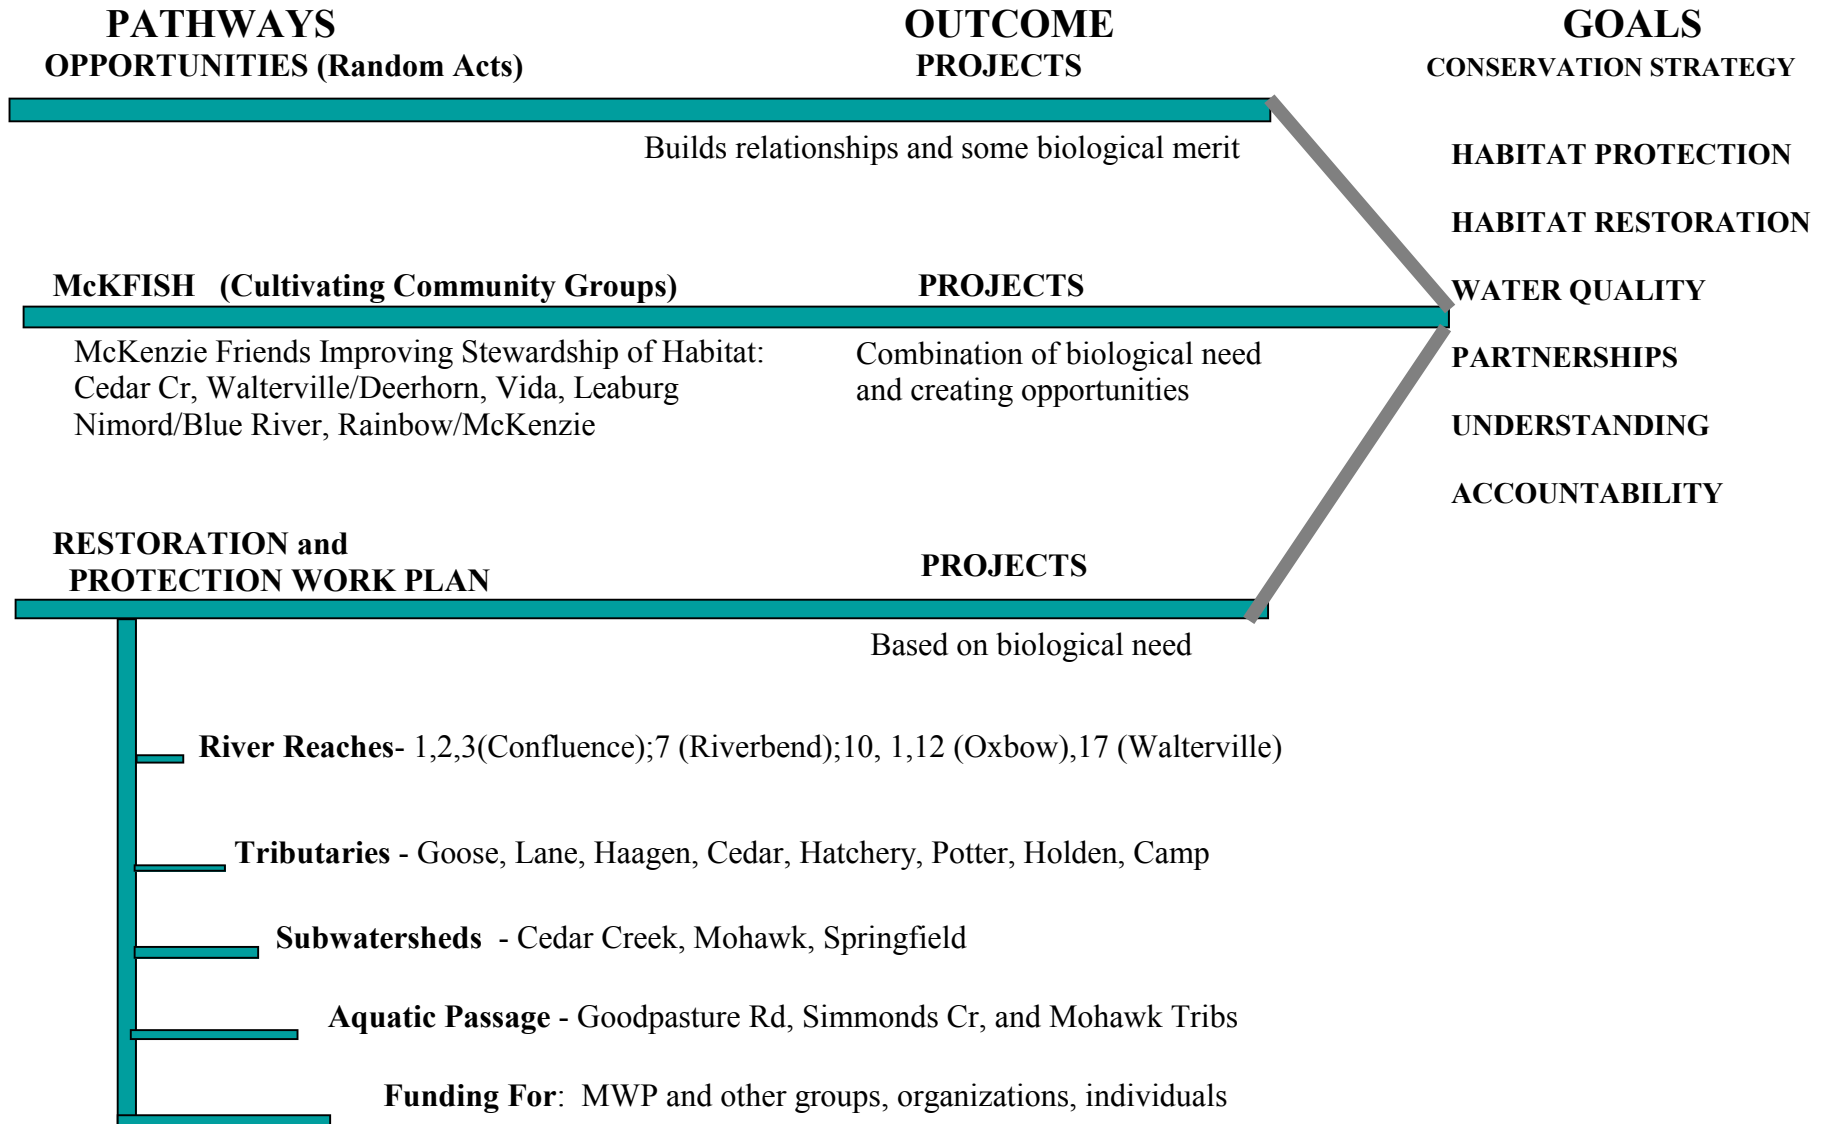 PATHWAYS
OUTCOME
GOALS
OPPORTUNITIES (Random Acts)
PROJECTS
CONSERVATION STRATEGY
Builds relationships and some biological merit
HABITAT PROTECTION
HABITAT RESTORATION
WATER QUALITY
PARTNERSHIPS
UNDERSTANDING
ACCOUNTABILITY
McKFISH (Cultivating Community Groups)
PROJECTS
McKenzie Friends Improving Stewardship of Habitat:
Cedar Cr, Walterville/Deerhorn, Vida, Leaburg
Nimord/Blue River, Rainbow/McKenzie
Combination of biological need
and creating opportunities
RESTORATION and
PROTECTION WORK PLAN
PROJECTS
Based on biological need
River Reaches- 1,2,3(Confluence);7 (Riverbend);10, 1,12 (Oxbow),17 (Walterville)
Tributaries - Goose, Lane, Haagen, Cedar, Hatchery, Potter, Holden, Camp
Subwatersheds - Cedar Creek, Mohawk, Springfield
Aquatic Passage - Goodpasture Rd, Simmonds Cr, and Mohawk Tribs
Funding For: MWP and other groups, organizations, individuals